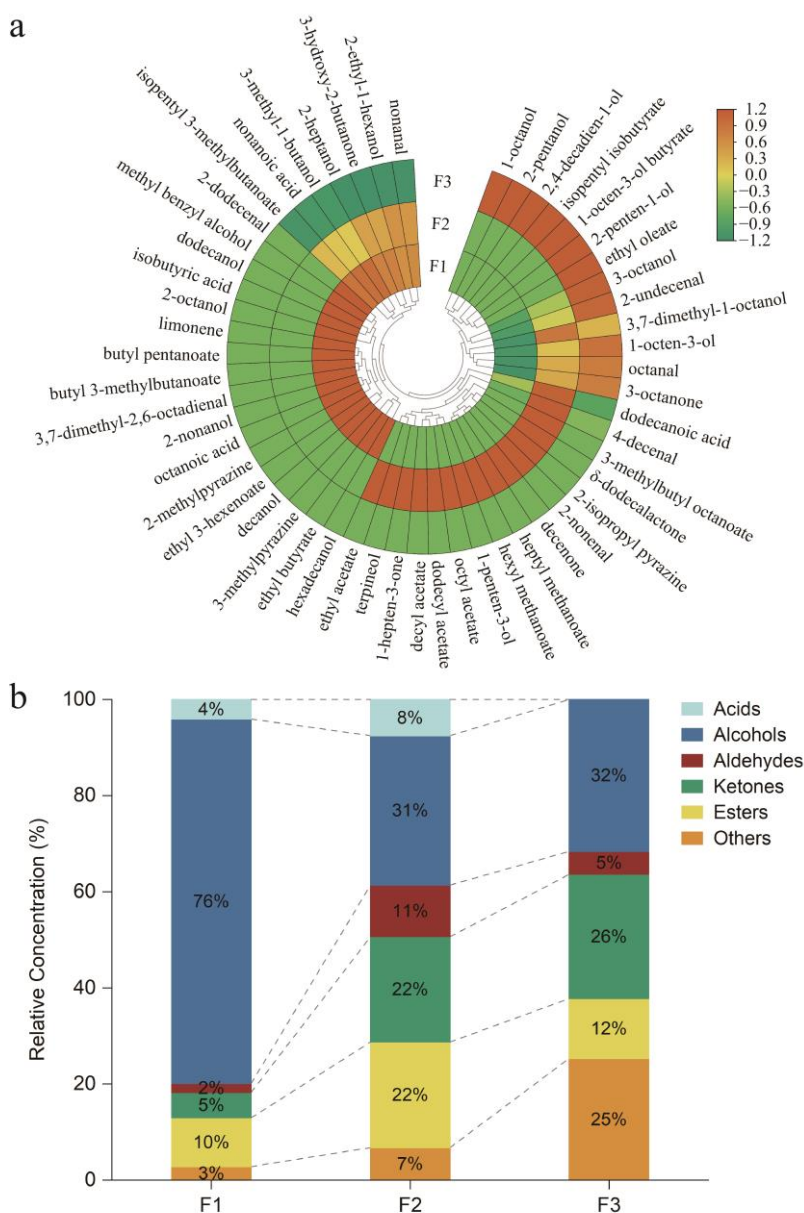 a
nonanal
2-ethyl-1-hexanol
3-hydroxy-2-butanone
2-heptanol
3-methyl-1-butanol
nonanoic acid
isopentyl 3-methylbutanoate
2-dodecenal
methyl benzyl alcohol
dodecanol
isobutyric acid
2-octanol
limonene
butyl pentanoate
butyl 3-methylbutanoate
3,7-dimethyl-2,6-octadienal
2-nonanol
octanoic acid
2-methylpyrazine
ethyl 3-hexenoate
decanol
3-methylpyrazine
ethyl butyrate
hexadecanol
ethyl acetate
terpineol
1-hepten-3-one
decyl acetate
dodecyl acetate
octyl acetate
1-penten-3-ol
hexyl methanoate
heptyl methanoate
decenone
2-nonenal
2-isopropyl pyrazine
δ-dodecalactone
3-methylbutyl octanoate
4-decenal
dodecanoic acid
3-octanone
octanal
1-octen-3-ol
3,7-dimethyl-1-octanol
2-undecenal
3-octanol
ethyl oleate
2-penten-1-ol
1-octen-3-ol butyrate
isopentyl isobutyrate
2,4-decadien-1-ol
2-pentanol
1-octanol
F3
F2
F1
1.2
0.9
0.6
0.3
0.0
−0.3
−0.6
−0.9
−1.2
b
Relative Concentration (%)
100
80
60
40
20
0
4%
76%
2%
5%
10%
3%
8%
31%
11%
22%
22%
7%
32%
5%
26%
12%
25%
F1
F2
F3
Acids
Alcohols
Aldehydes
Ketones
Esters
Others